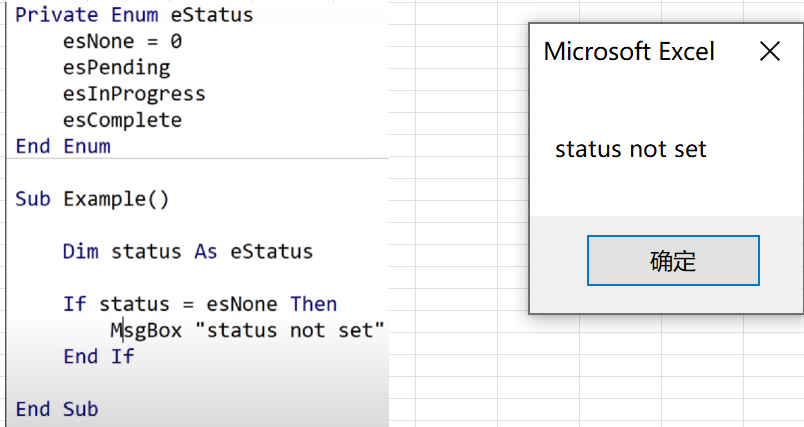 Private Enum eStatus
    esNone = 0
    esPending
    esInProgress
    esComplete
End Enum
Sub Example()
    Dim status As eStatus
    If status = esNone Then
        MsgBox "status not set"
    End If
End Sub
Microsoft Excel
status not set
确定